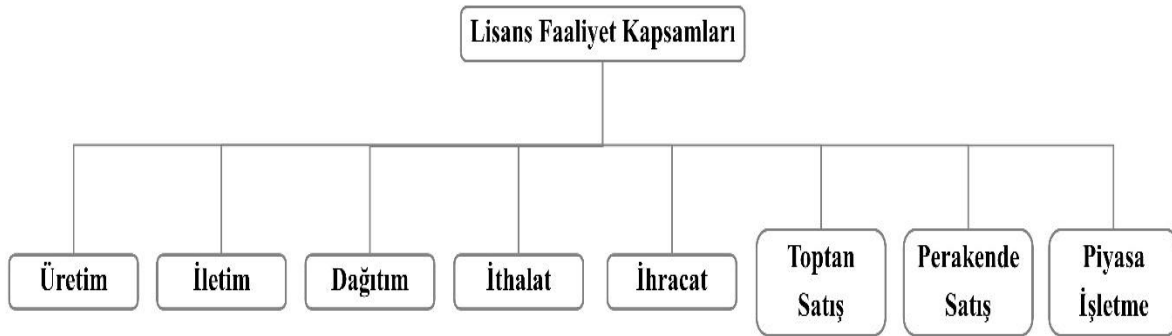 Lisans Faaliyet Kapsamları
Üretim
İletim
Dağıtım
İthalat
İhracat
Toptan
Satış
Perakende
Satış
Piyasa
İşletme